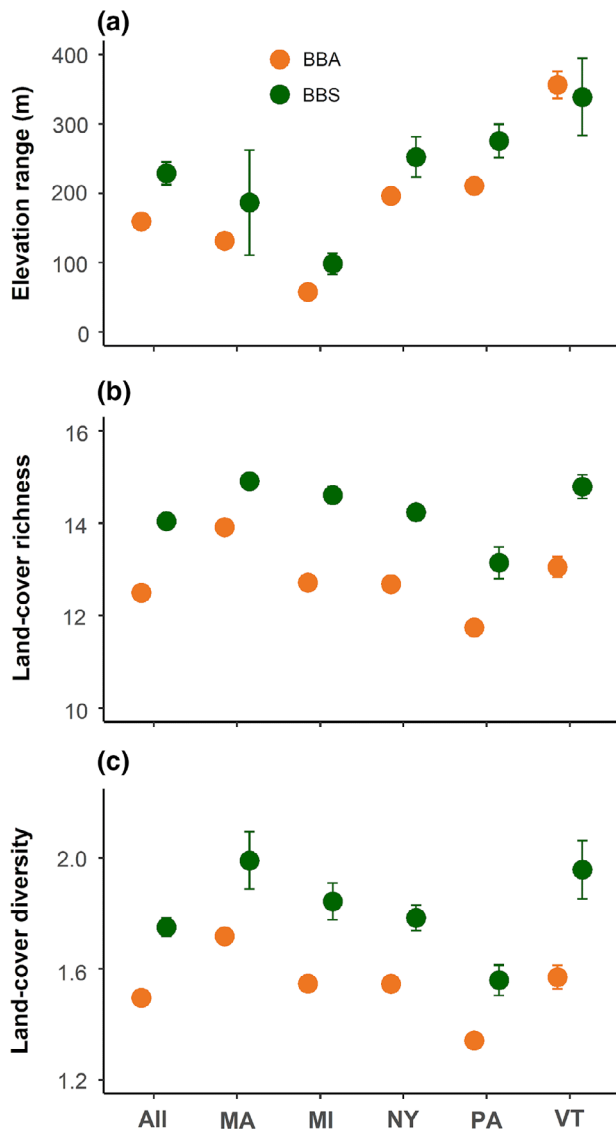 (a)
Elevation range (m)
400
300
200
100
0
BBA
BBS
(b)
Land-cover richness
16
14
12
10
(c)
Land-cover diversity
2.0
1.6
1.2
All MA MI NY PA VT